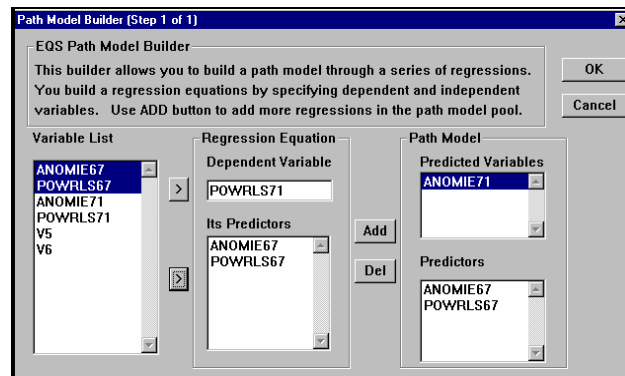 Path Model Builder (Step 1 of 1)
EQS Path Model Builder
This builder allows you to build a path model through a series of regressions.
You build a regression equations by specifying dependent and independent
variables. Use ADD button to add more regressions in the path model pool.
OK
Cancel
Variable List
ANOMIE67
POWRLS67
ANOMIE71
POWRLS71
V5
V6
>
>
Regression Equation
Dependent Variable
POWRLS71
Its Predictors
ANOMIE67
POWRLS67
Add
Del
Path Model
Predicted Variables
ANOMIE71
Predictors
ANOMIE67
POWRLS67